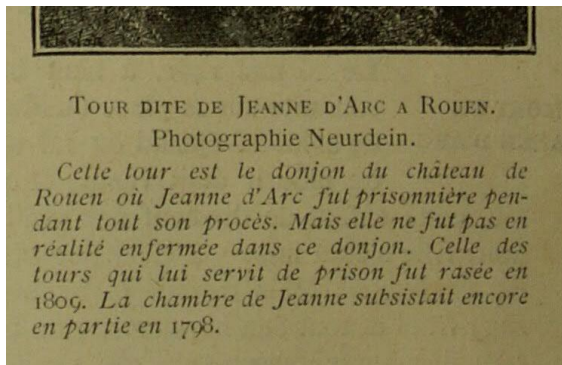 TOUR DITE DE JEANNE D'ARC A ROUEN.
Photographie Neurdein.
Cette tour est le donjon du château de
Rouen où Jeanne d'Arc fut prisonnière pen-
dant tout son procès. Mais elle ne fut pas en
réalité enfermée dans ce donjon. Celle des
tours qui lui servit de prison fut rasée en
1809. La chambre de Jeanne subsistait encore
en partie en 1798.